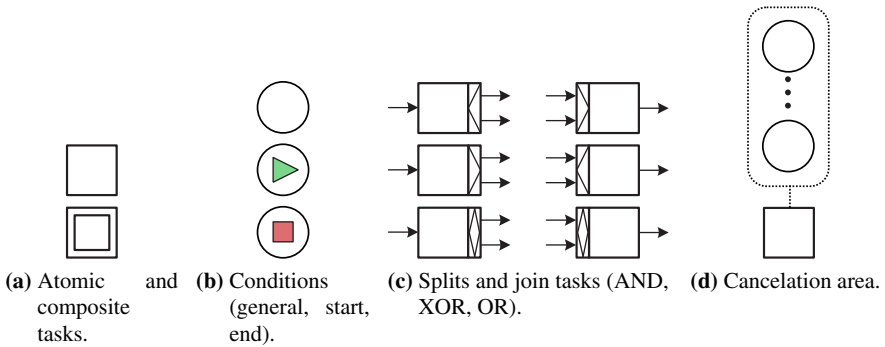 (a) Atomic and
composite
tasks.
(b) Conditions
(general, start,
end).
(c) Splits and join tasks (AND,
XOR, OR).
(d) Cancelation area.